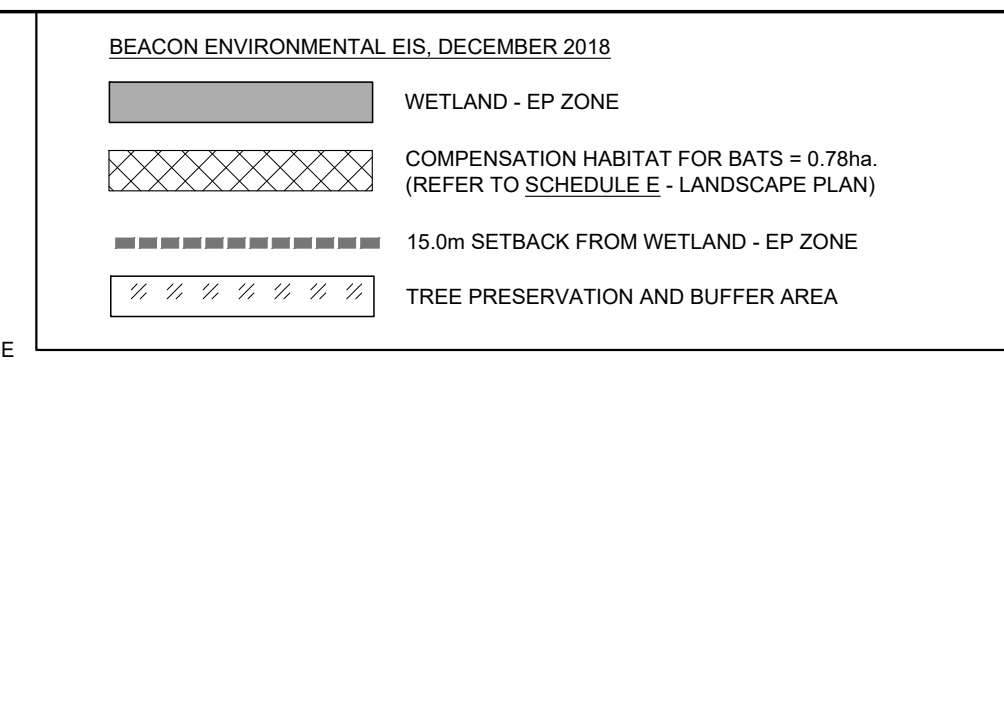 BEACON ENVIRONMENTAL EIS, DECEMBER 2018
WETLAND - EP ZONE
COMPENSATION HABITAT FOR BATS = 0.78ha.
(REFER TO SCHEDULE E - LANDSCAPE PLAN)
15.0m SETBACK FROM WETLAND - EP ZONE
TREE PRESERVATION AND BUFFER AREA
E